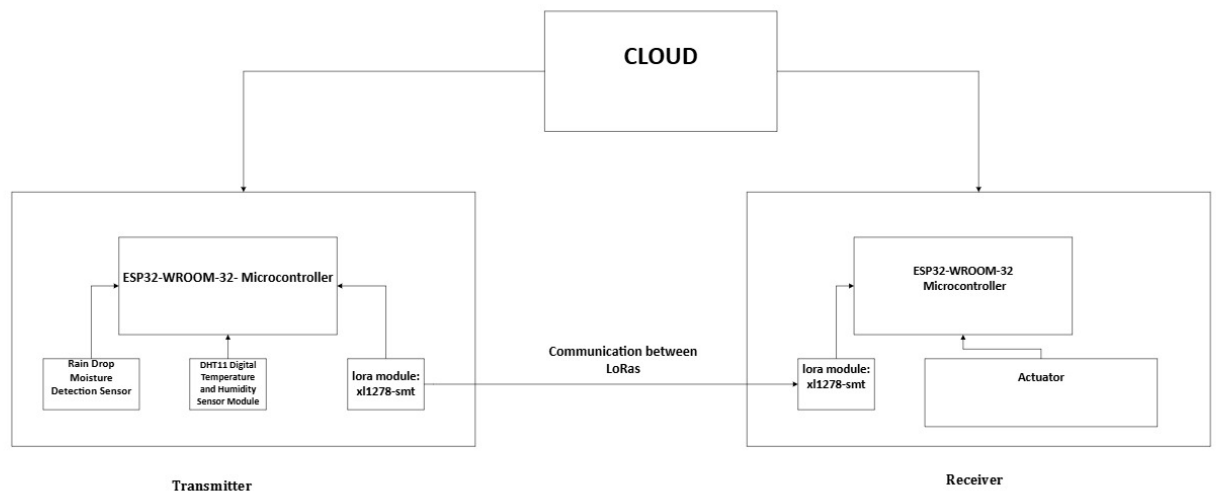 CLOUD
ESP32-WROOM-32- Microcontroller
Rain Drop
Moisture
Detection Sensor
DHT11 Digital
Temperature
and Humidity
Sensor Module
lora module:
xl1278-smt
Communication between
LoRas
ESP32-WROOM-32
Microcontroller
lora module:
xl1278-smt
Actuator
Transmitter
Receiver